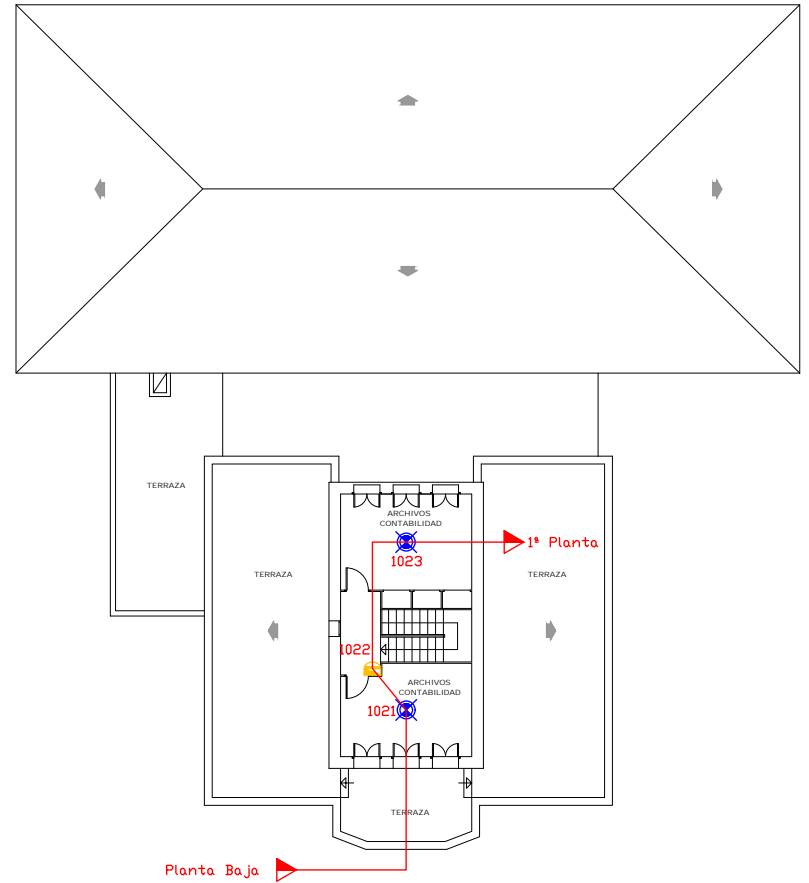 TERRAZA
ARCHIVOS
CONTABILIDAD
1ª Planta
1023
TERRAZA
TERRAZA
1022
ARCHIVOS
CONTABILIDAD
1021
TERRAZA
Planta Baja